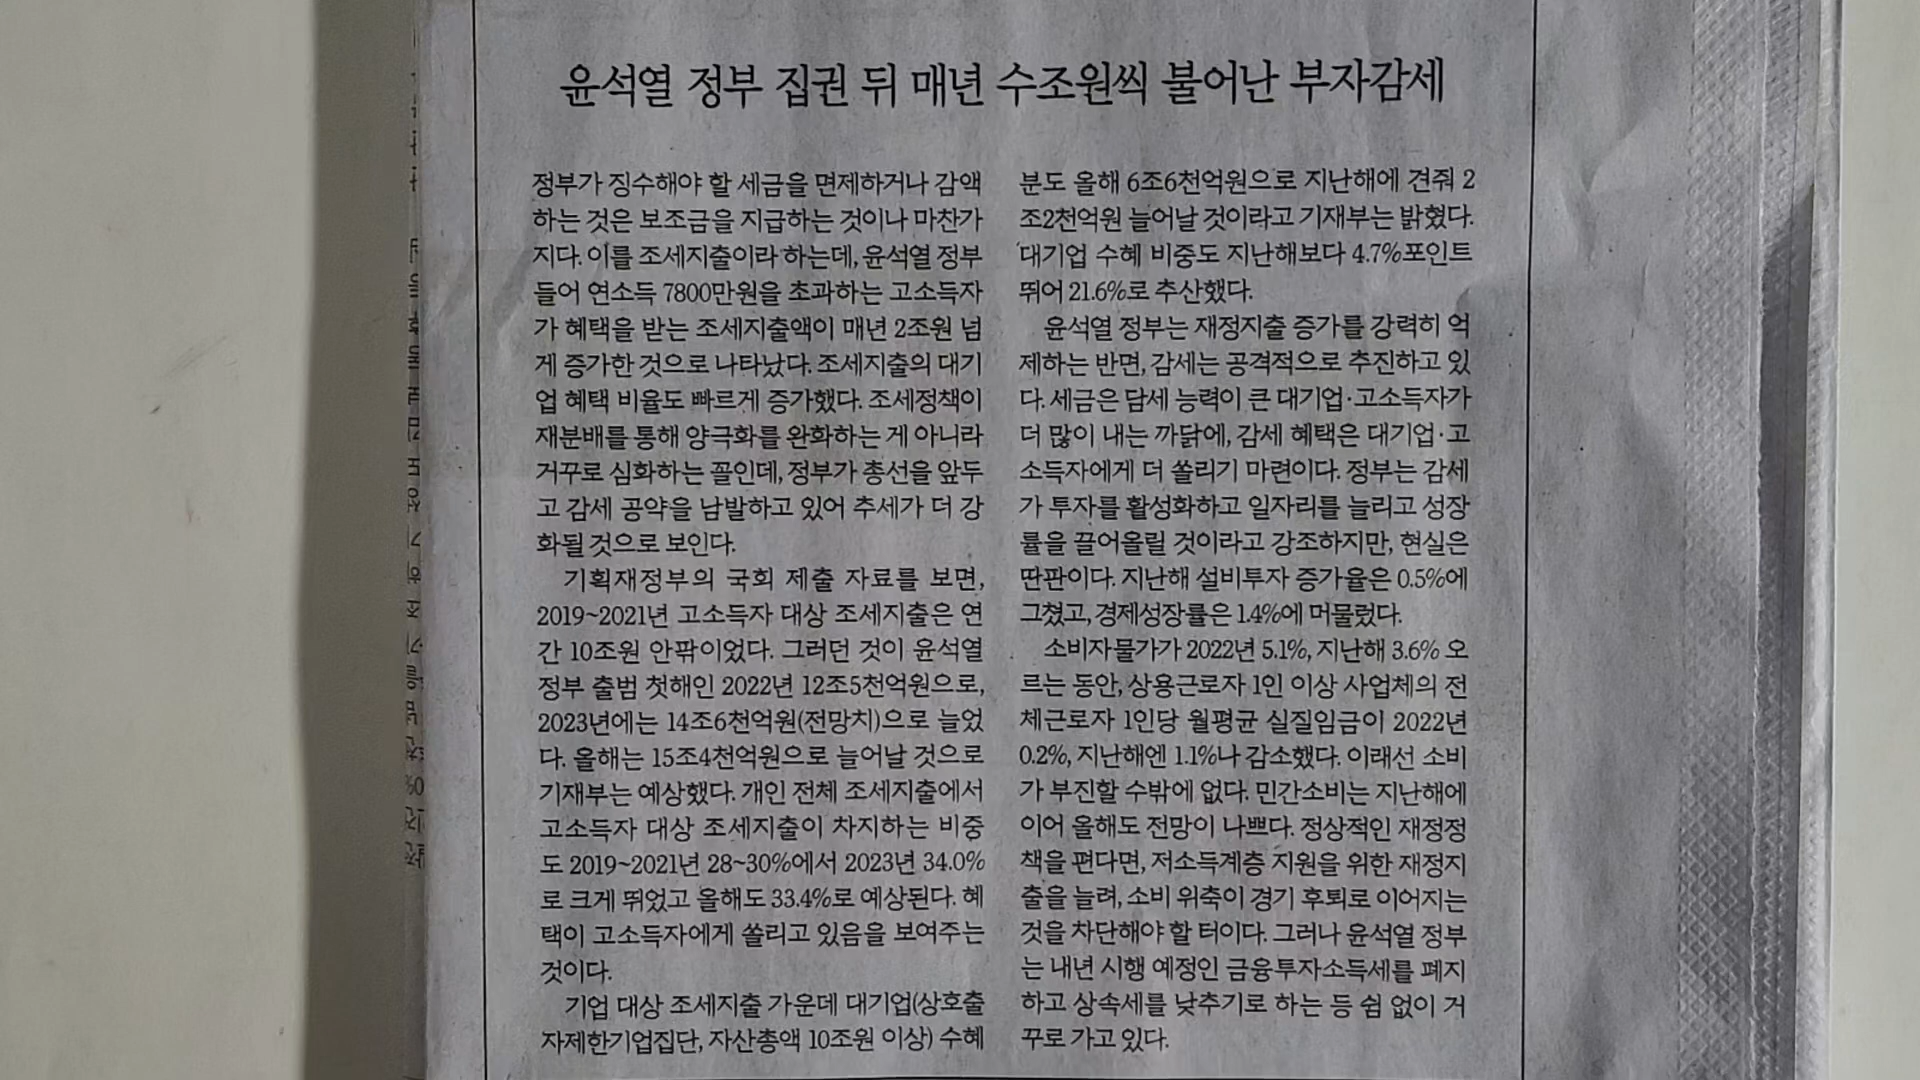 윤석열 정부 집권 뒤 매년 수조원씩 불어난 부자감세
정부가 징수해야 할 세금을 면제하거나 감액
하는 것은 보조금을 지급하는 것이나 마찬가
지다. 이를 조세지출이라 하는데, 윤석열 정부
들어 연소득 7800만원을 초과하는 고소득자
가 혜택을 받는 조세지출액이 매년 2조원 넘
게 증가한 것으로 나타났다. 조세지출의 대기
업 혜택 비율도 빠르게 증가했다. 조세정책이
재분배를 통해 양극화를 완화하는 게 아니라
거꾸로 심화하는 꼴인데, 정부가 총선을 앞두
고 감세 공약을 남발하고 있어 추세가 더 강
화될 것으로 보인다.
기획재정부의 국회 제출 자료를 보면,
2019~2021년 고소득자 대상 조세지출은 연
간 10조원 안팎이었다. 그러던 것이 윤석열
정부 출범 첫해인 2022년 12조5천억원으로,
2023년에는 14조6천억원(전망치)으로 늘었
다. 올해는 15조4천억원으로 늘어날 것으로
기재부는 예상했다. 개인 전체 조세지출에서
고소득자 대상 조세지출이 차지하는 비중
도 2019~2021년 28~30%에서 2023년 34.0%
로 크게 뛰었고 올해도 33.4%로 예상된다. 혜
택이 고소득자에게 쏠리고 있음을 보여주는
것이다.
기업 대상 조세지출 가운데 대기업(상호출
자제한기업집단, 자산총액 10조원 이상) 수혜
분도 올해 6조6천억원으로 지난해에 견줘 2
조2천억원 늘어날 것이라고 기재부는 밝혔다.
대기업 수혜 비중도 지난해보다 4.7%포인트
뛰어 21.6%로 추산했다.
윤석열 정부는 재정지출 증가를 강력히 억
제하는 반면, 감세는 공격적으로 추진하고 있
다. 세금은 담세 능력이 큰 대기업·고소득자가
더 많이 내는 까닭에, 감세 혜택은 대기업·고
소득자에게 더 쏠리기 마련이다. 정부는 감세
가 투자를 활성화하고 일자리를 늘리고 성장
률을 끌어올릴 것이라고 강조하지만, 현실은
딴판이다. 지난해 설비투자 증가율은 0.5%에
그쳤고, 경제성장률은 1.4%에 머물렀다.
소비자물가가 2022년 5.1%, 지난해 3.6% 오
르는 동안, 상용근로자 1인 이상 사업체의 전
체근로자 1인당 월평균 실질임금이 2022년
0.2%, 지난해엔 1.1%나 감소했다. 이래선 소비
가 부진할 수밖에 없다. 민간소비는 지난해에
이어 올해도 전망이 나쁘다. 정상적인 재정정
책을 편다면, 저소득계층 지원을 위한 재정지
출을 늘려, 소비 위축이 경기 후퇴로 이어지는
것을 차단해야 할 터이다. 그러나 윤석열 정부
는 내년 시행 예정인 금융투자소득세를 폐지
하고 상속세를 낮추기로 하는 등 쉼 없이 거
꾸로 가고 있다.